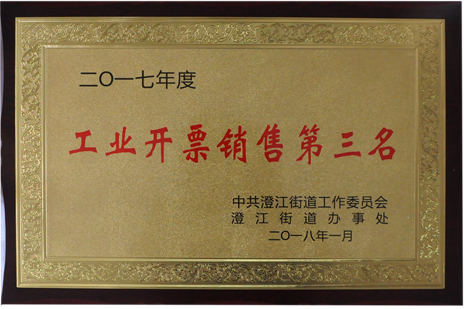 二〇一七年度
工业开票销售第三名
中共澄江街道工作委员会
澄江街道办事处
二〇一八年一月